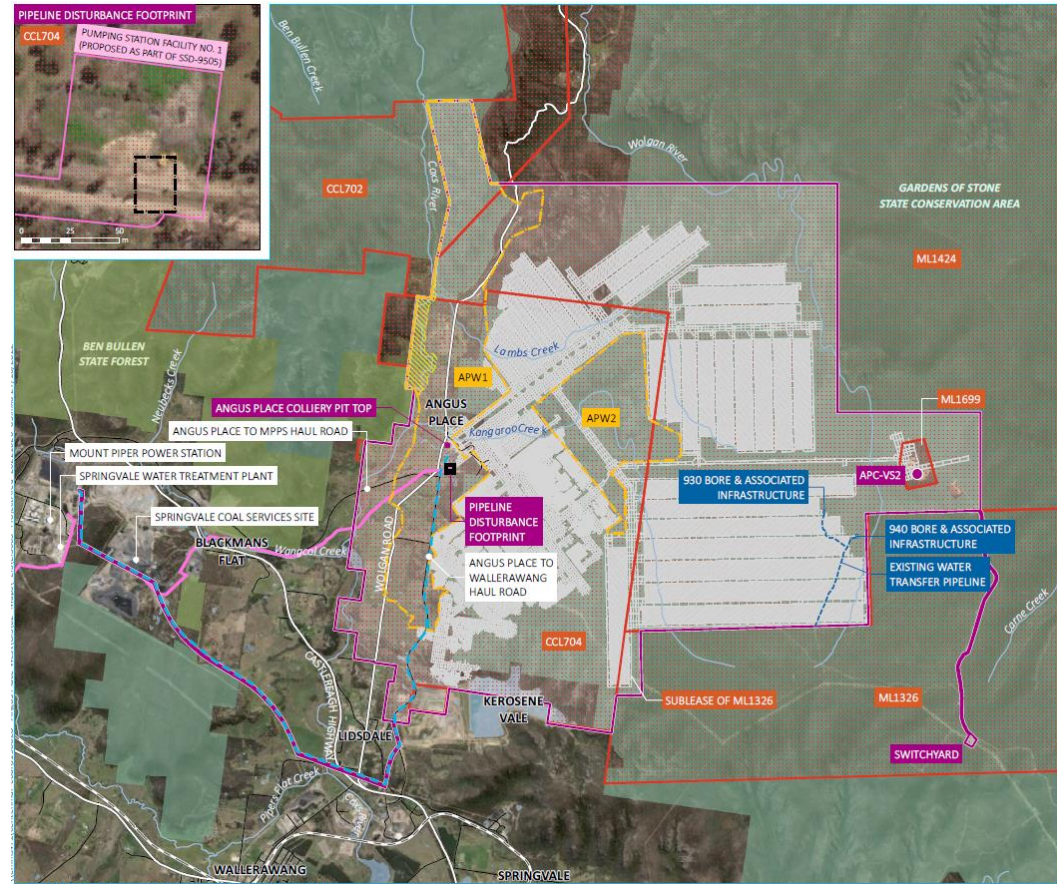 PIPELINE DISTURBANCE FOOTPRINT
CCL704
PUMPING STATION FACILITY NO. 1
(PROPOSED AS PART OF SSD-9505)
0 25 50
m
Ben Bullen Creek
Coxs River
Wolgan River
CCL702
GARDENS OF STONE
STATE CONSERVATION AREA
ML1424
BEN BULLEN
STATE FOREST
Neubecks Creek
Lambs Creek
APW1
ANGUS PLACE COLLIERY PIT TOP
ANGUS
PLACE
APW2
ML1699
ANGUS PLACE TO MPPS HAUL ROAD
Kangaroo Creek
MOUNT PIPER POWER STATION
SPRINGVALE WATER TREATMENT PLANT
APC-VS2
930 BORE & ASSOCIATED
INFRASTRUCTURE
SPRINGVALE COAL SERVICES SITE
PIPELINE
DISTURBANCE
FOOTPRINT
WOLGAN ROAD
940 BORE & ASSOCIATED
INFRASTRUCTURE
BLACKMANS
FLAT
Wangcol Creek
ANGUS PLACE TO
WALLERAWANG
HAUL ROAD
EXISTING WATER
TRANSFER PIPELINE
Carne Creek
CCL704
CASTLEREAGH HIGHWAY
KEROSENE
VALE
SUBLEASE OF ML1326
ML1326
LIDSDALE
SWITCHYARD
Pipers Flat Creek
WALLERAWANG
SPRINGVALE